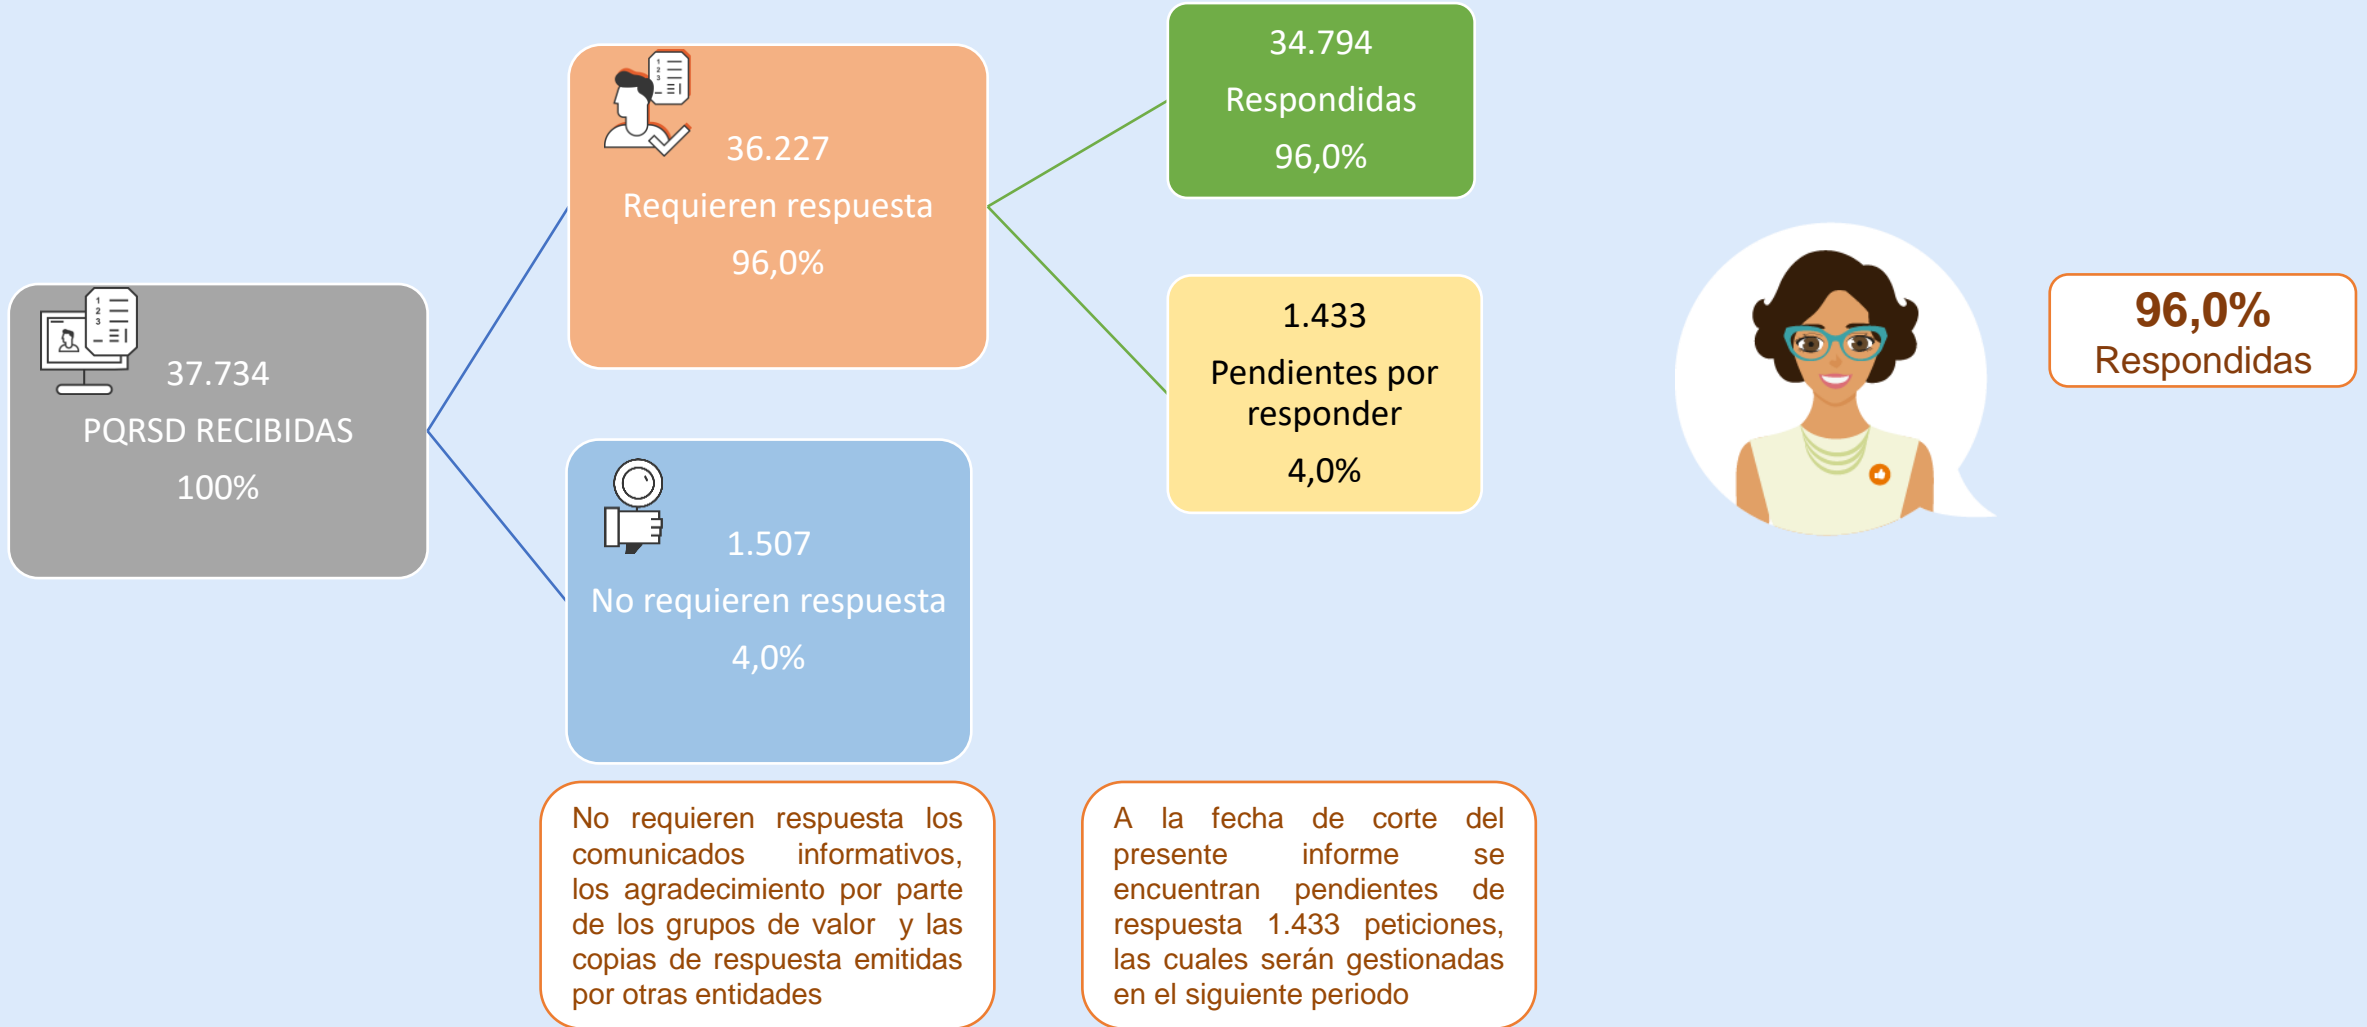 37.734
PQRSD RECIBIDAS
100%
36.227
Requieren respuesta
96,0%
1.507
No requieren respuesta
4,0%
34.794
Respondidas
96,0%
1.433
Pendientes por
responder
4,0%
96,0%
Respondidas
No requieren respuesta los
comunicados informativos,
los agradecimiento por parte
de los grupos de valor y las
copias de respuesta emitidas
por otras entidades
A la fecha de corte del
presente informe se
encuentran pendientes de
respuesta 1.433 peticiones,
las cuales serán gestionadas
en el siguiente periodo